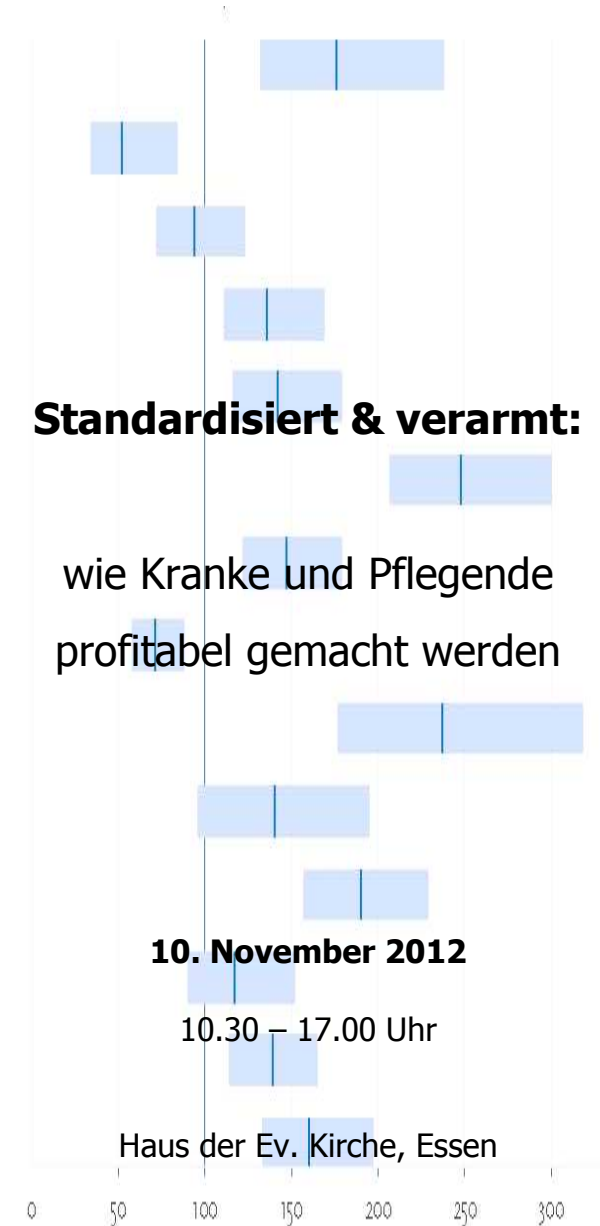 Standardisiert & verarmt:
wie Kranke und Pflegende
profitabel gemacht werden
10. November 2012
10.30 – 17.00 Uhr
Haus der Ev. Kirche, Essen
0 50 100 150 200 250 300